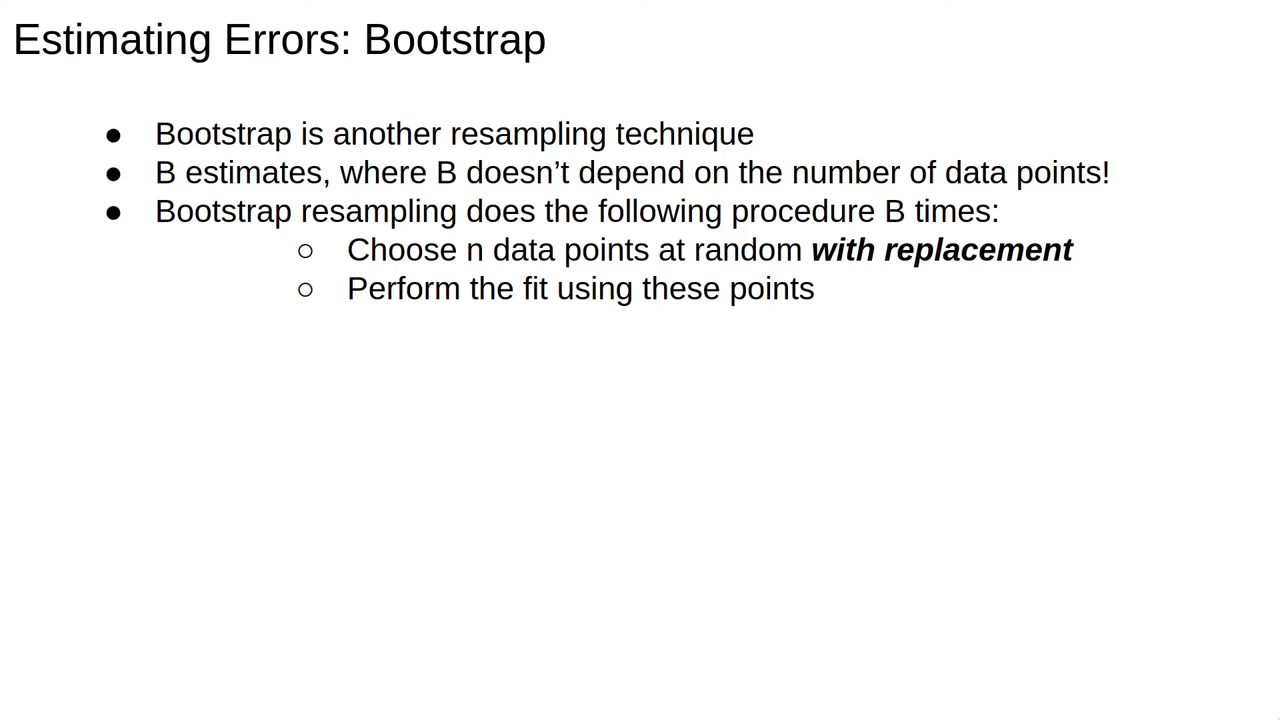 Estimating Errors: Bootstrap
● Bootstrap is another resampling technique
● B estimates, where B doesn’t depend on the number of data points!
● Bootstrap resampling does the following procedure B times:
○ Choose n data points at random with replacement
○ Perform the fit using these points